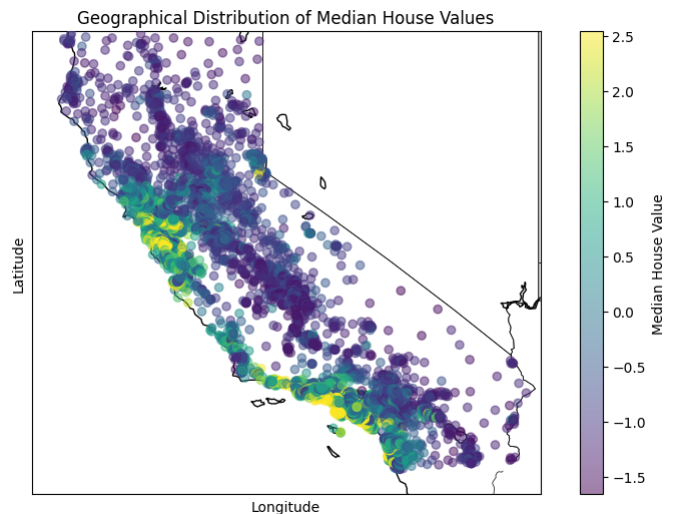 Geographical Distribution of Median House Values
Latitude
Longitude
2.5
2.0
1.5
1.0
0.5
0.0
−0.5
−1.0
−1.5
Median House Value